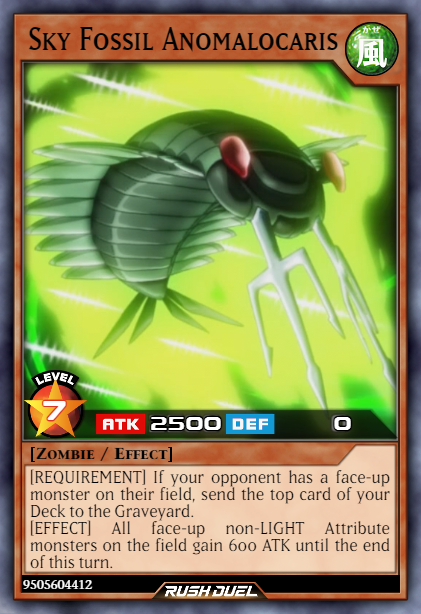 Sky Fossil Anomalocaris
かぜ
風
LEVEL
7
ATK 2500 DEF 0
[Zombie / Effect]
[REQUIREMENT] If your opponent has a face-up
monster on their field, send the top card of your
Deck to the Graveyard.
[EFFECT] All face-up non-LIGHT Attribute
monsters on the field gain 600 ATK until the end
of this turn.
9505604412
RUSH DUEL